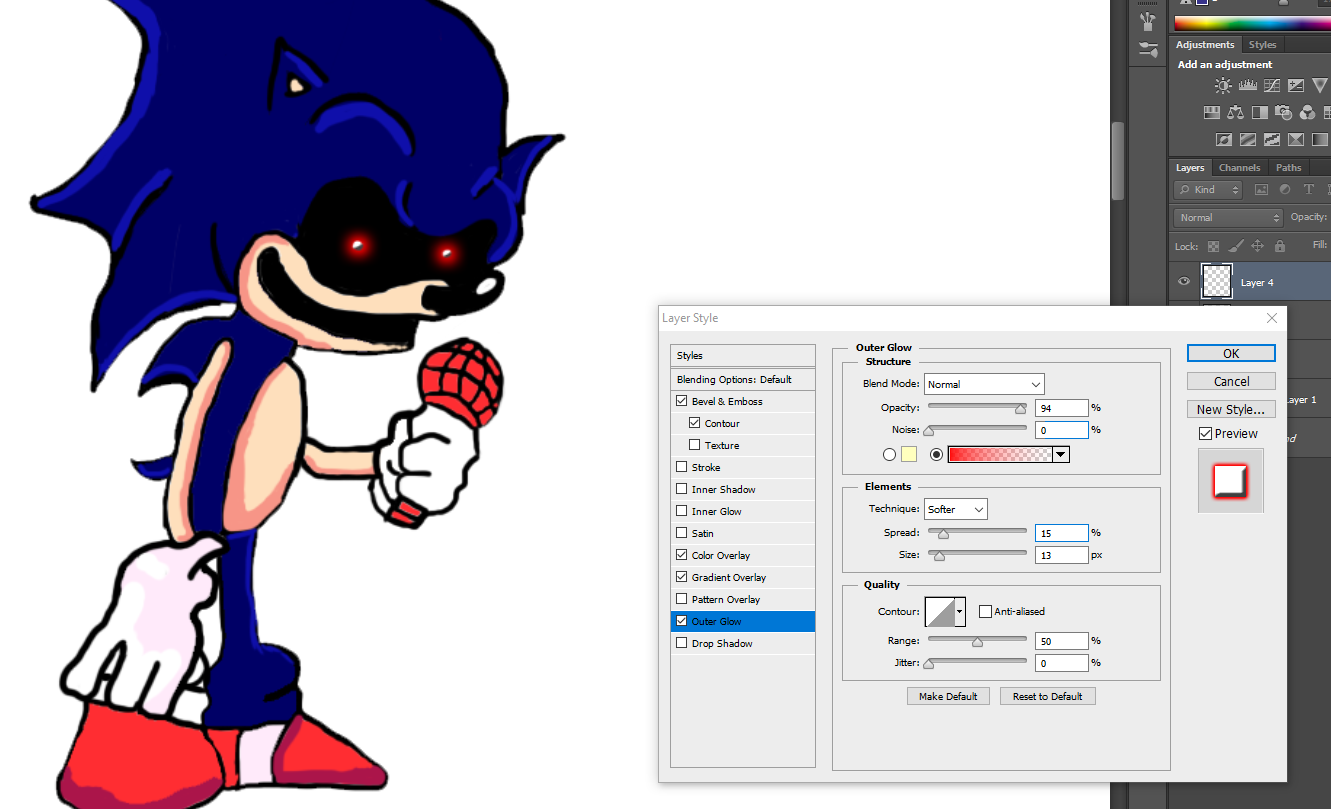 Adjustments Styles
Add an adjustment
Layers Channels Paths
Kind
Normal Opacity:
Lock: Fill:
Layer 4
Layer Style
Styles
Blending Options: Default
Bevel & Emboss
Contour
Texture
Stroke
Inner Shadow
Inner Glow
Satin
Color Overlay
Gradient Overlay
Pattern Overlay
Outer Glow
Drop Shadow
Outer Glow
Structure
Blend Mode: Normal
Opacity: 94 %
Noise: 0 %
Elements
Technique: Softer
Spread: 15 %
Size: 13 px
Quality
Contour: Anti-aliased
Range: 50 %
Jitter: 0 %
Make Default Reset to Default
OK
Cancel
New Style...
Preview
ayer 1
nd